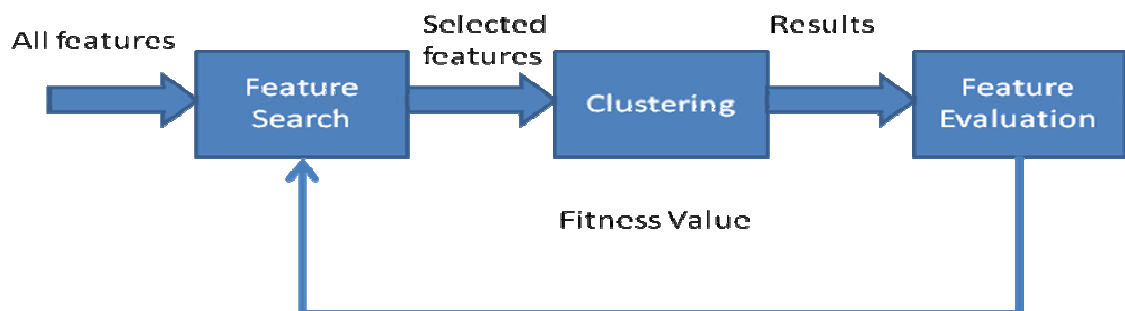 All features
Feature
Search
Selected
features
Clustering
Results
Feature
Evaluation
Fitness Value